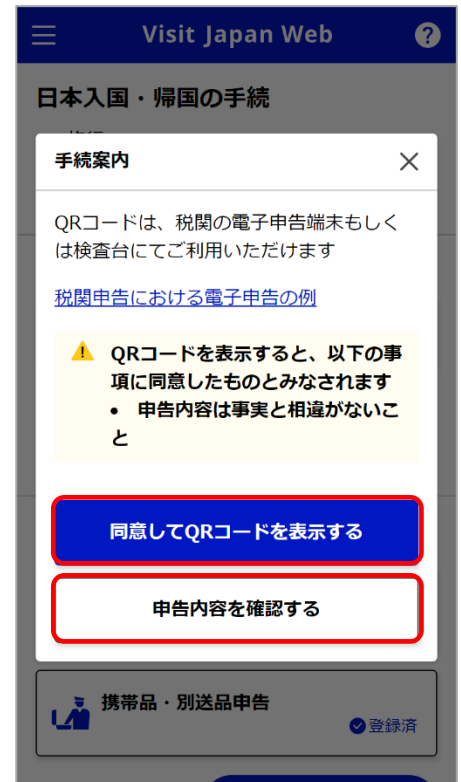 Visit Japan Web
日本入国・帰国の手続
手続案内
QRコードは、税関の電子申告端末もしく
は検査台にてご利用いただけます
税関申告における電子申告の例
QRコードを表示すると、以下の事
項に同意したものとみなされます
• 申告内容は事実と相違がないこ
と
同意してQRコードを表示する
申告内容を確認する
携帯品・別送品申告
登録済